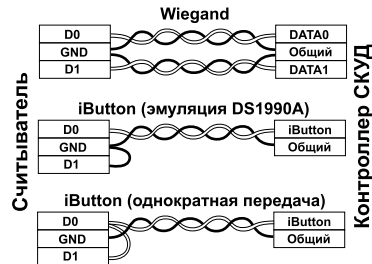 Wiegand
D0
GND
D1
DATA0
Общий
DATA1
iButton (эмуляция DS1990A)
D0
GND
D1
iButton
Общий
iButton (однократная передача)
D0
GND
D1
iButton
Общий
Считыватель
Контроллер СКУД